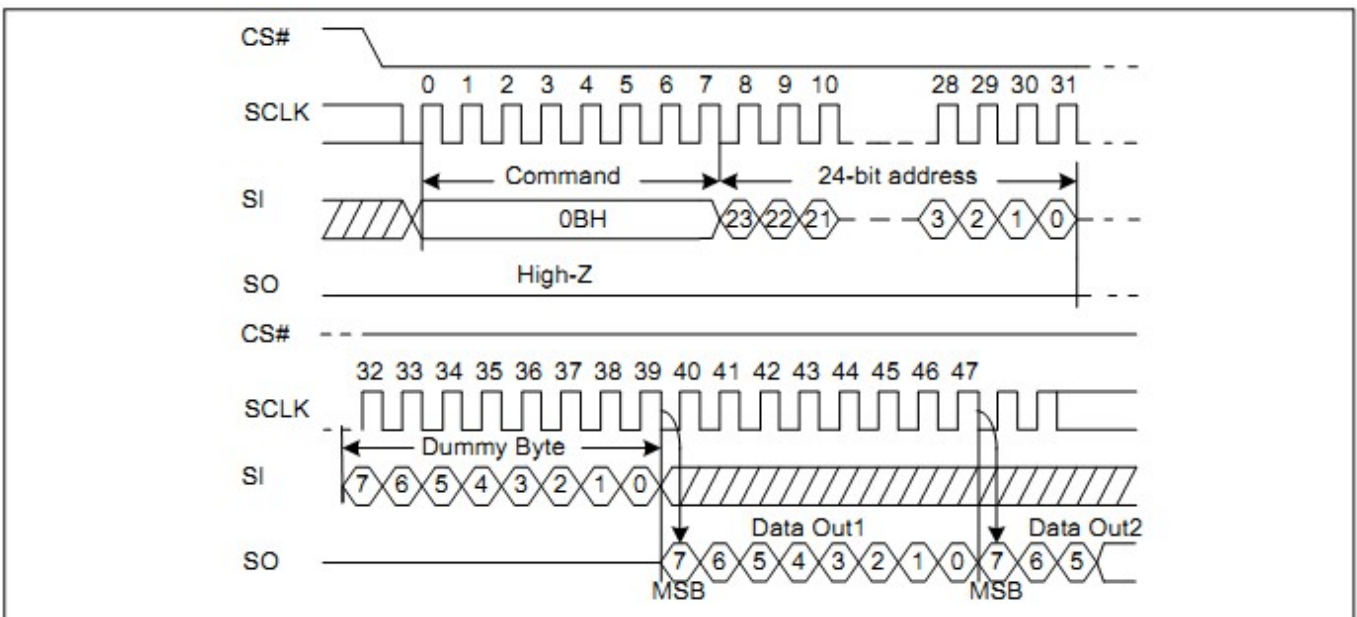 CS#
0 1 2 3 4 5 6 7 8 9 10 28 29 30 31
SCLK
Command 24-bit address
SI
0BH 23 22 21 3 2 1 0
High-Z
SO
CS#
32 33 34 35 36 37 38 39 40 41 42 43 44 45 46 47
SCLK
Dummy Byte
SI
7 6 5 4 3 2 1 0
Data Out1 Data Out2
SO
7 6 5 4 3 2 1 0 7 6 5
MSB MSB